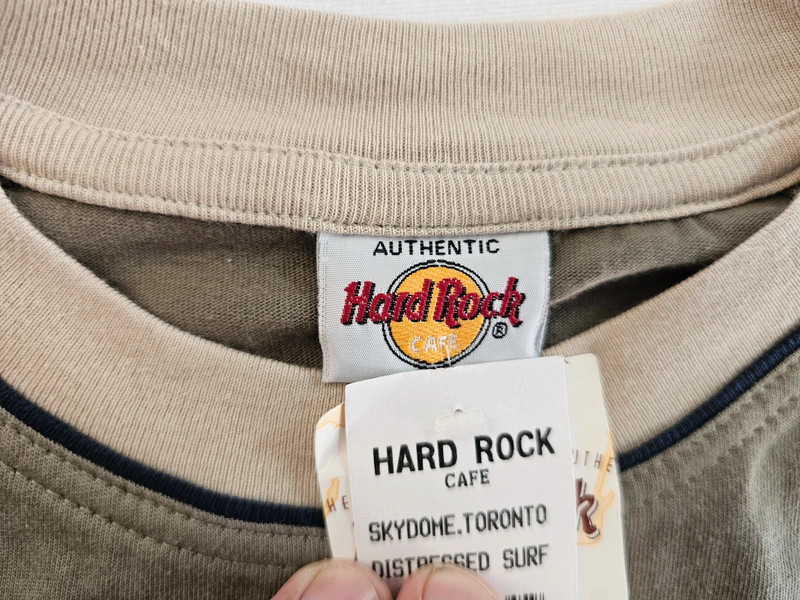 AUTHENTIC
Hard Rock
®
CAFE
HARD ROCK
CAFE
SKYDOME.TORONTO
DISTRESSED SURF